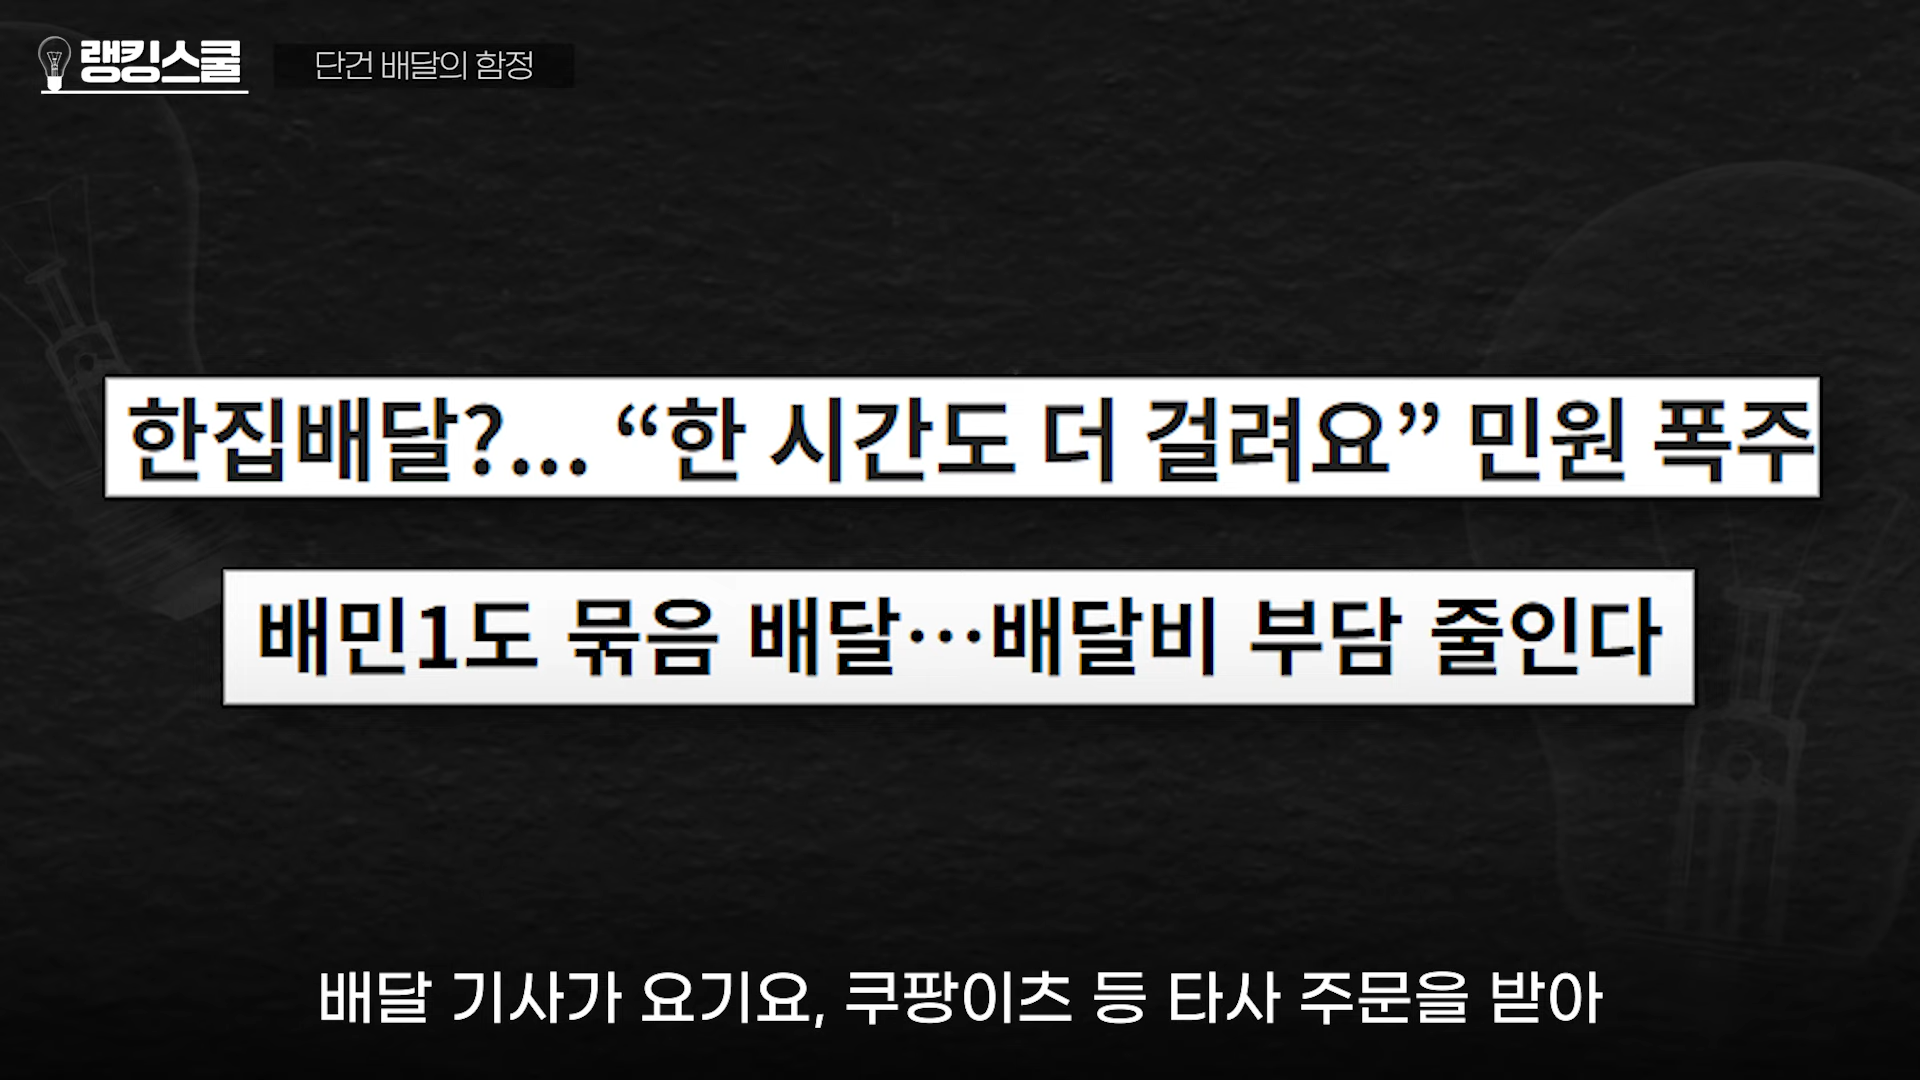 랭킹스쿨
단건 배달의 함정
한집배달?... “한 시간도 더 걸려요” 민원 폭주
배민1도 묶음 배달…배달비 부담 줄인다
배달 기사가 요기요, 쿠팡이츠 등 타사 주문을 받아